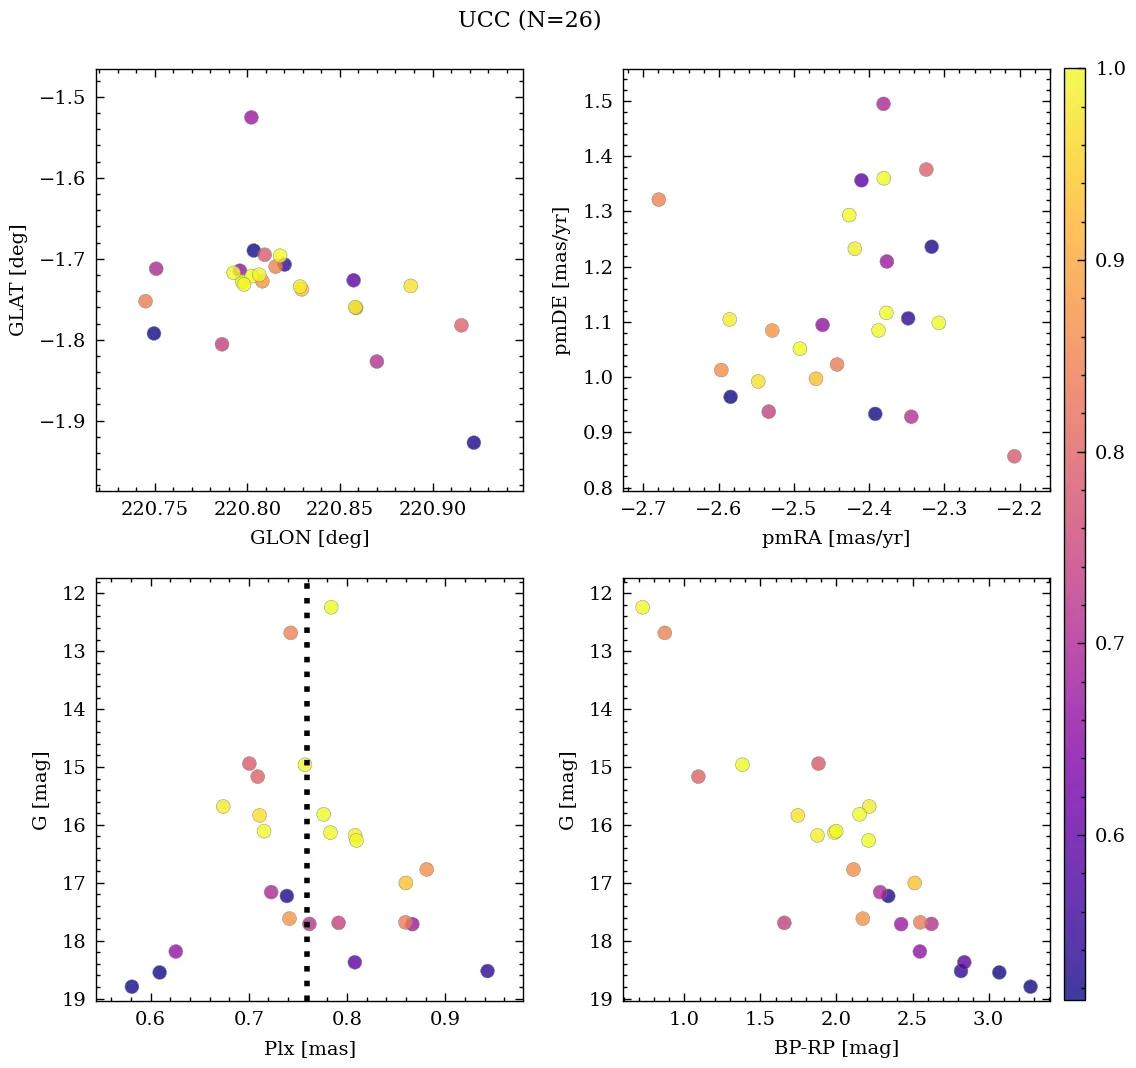 UCC (N=26)
−1.5
−1.6
−1.7
−1.8
−1.9
GLAT [deg]
220.75 220.80 220.85 220.90
GLON [deg]
1.5
1.4
1.3
1.2
1.1
1.0
0.9
0.8
pmDE [mas/yr]
−2.7 −2.6 −2.5 −2.4 −2.3 −2.2
pmRA [mas/yr]
12
13
14
15
16
17
18
19
G [mag]
0.6 0.7 0.8 0.9
Plx [mas]
12
13
14
15
16
17
18
19
G [mag]
1.0 1.5 2.0 2.5 3.0
BP-RP [mag]
1.0
0.9
0.8
0.7
0.6